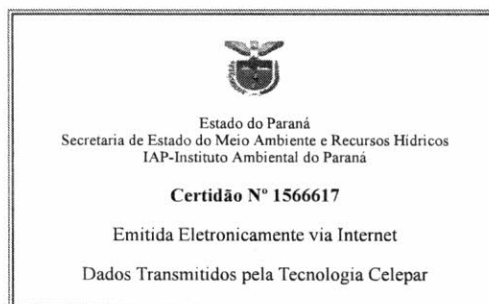 Estado do Paraná
Secretaria de Estado do Meio Ambiente e Recursos Hídricos
IAP-Instituto Ambiental do Paraná
Certidão Nº 1566617
Emitida Eletronicamente via Internet
Dados Transmitidos pela Tecnologia Celepar